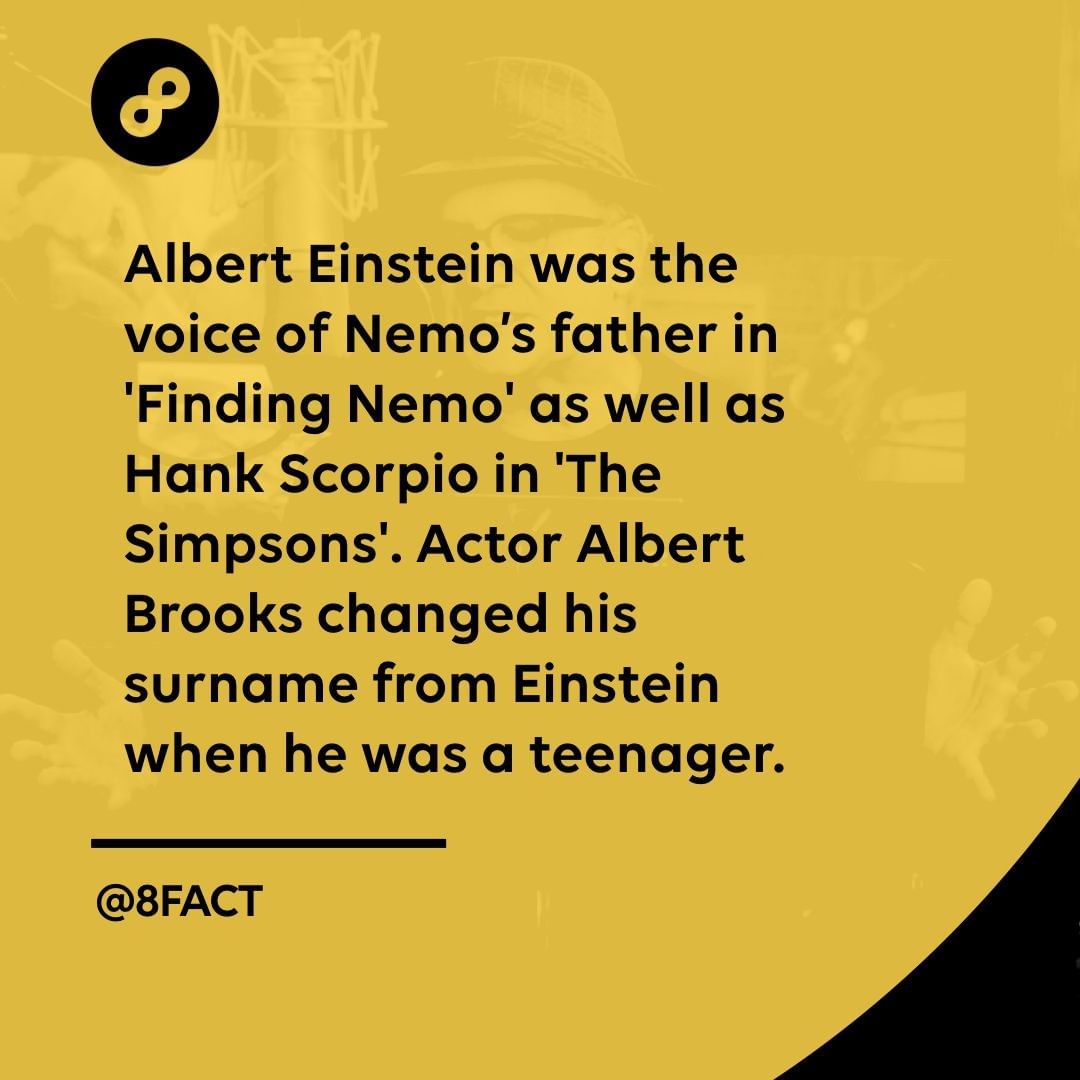 Albert Einstein was the
voice of Nemo’s father in
'Finding Nemo' as well as
Hank Scorpio in 'The
Simpsons'. Actor Albert
Brooks changed his
surname from Einstein
when he was a teenager.
@8FACT